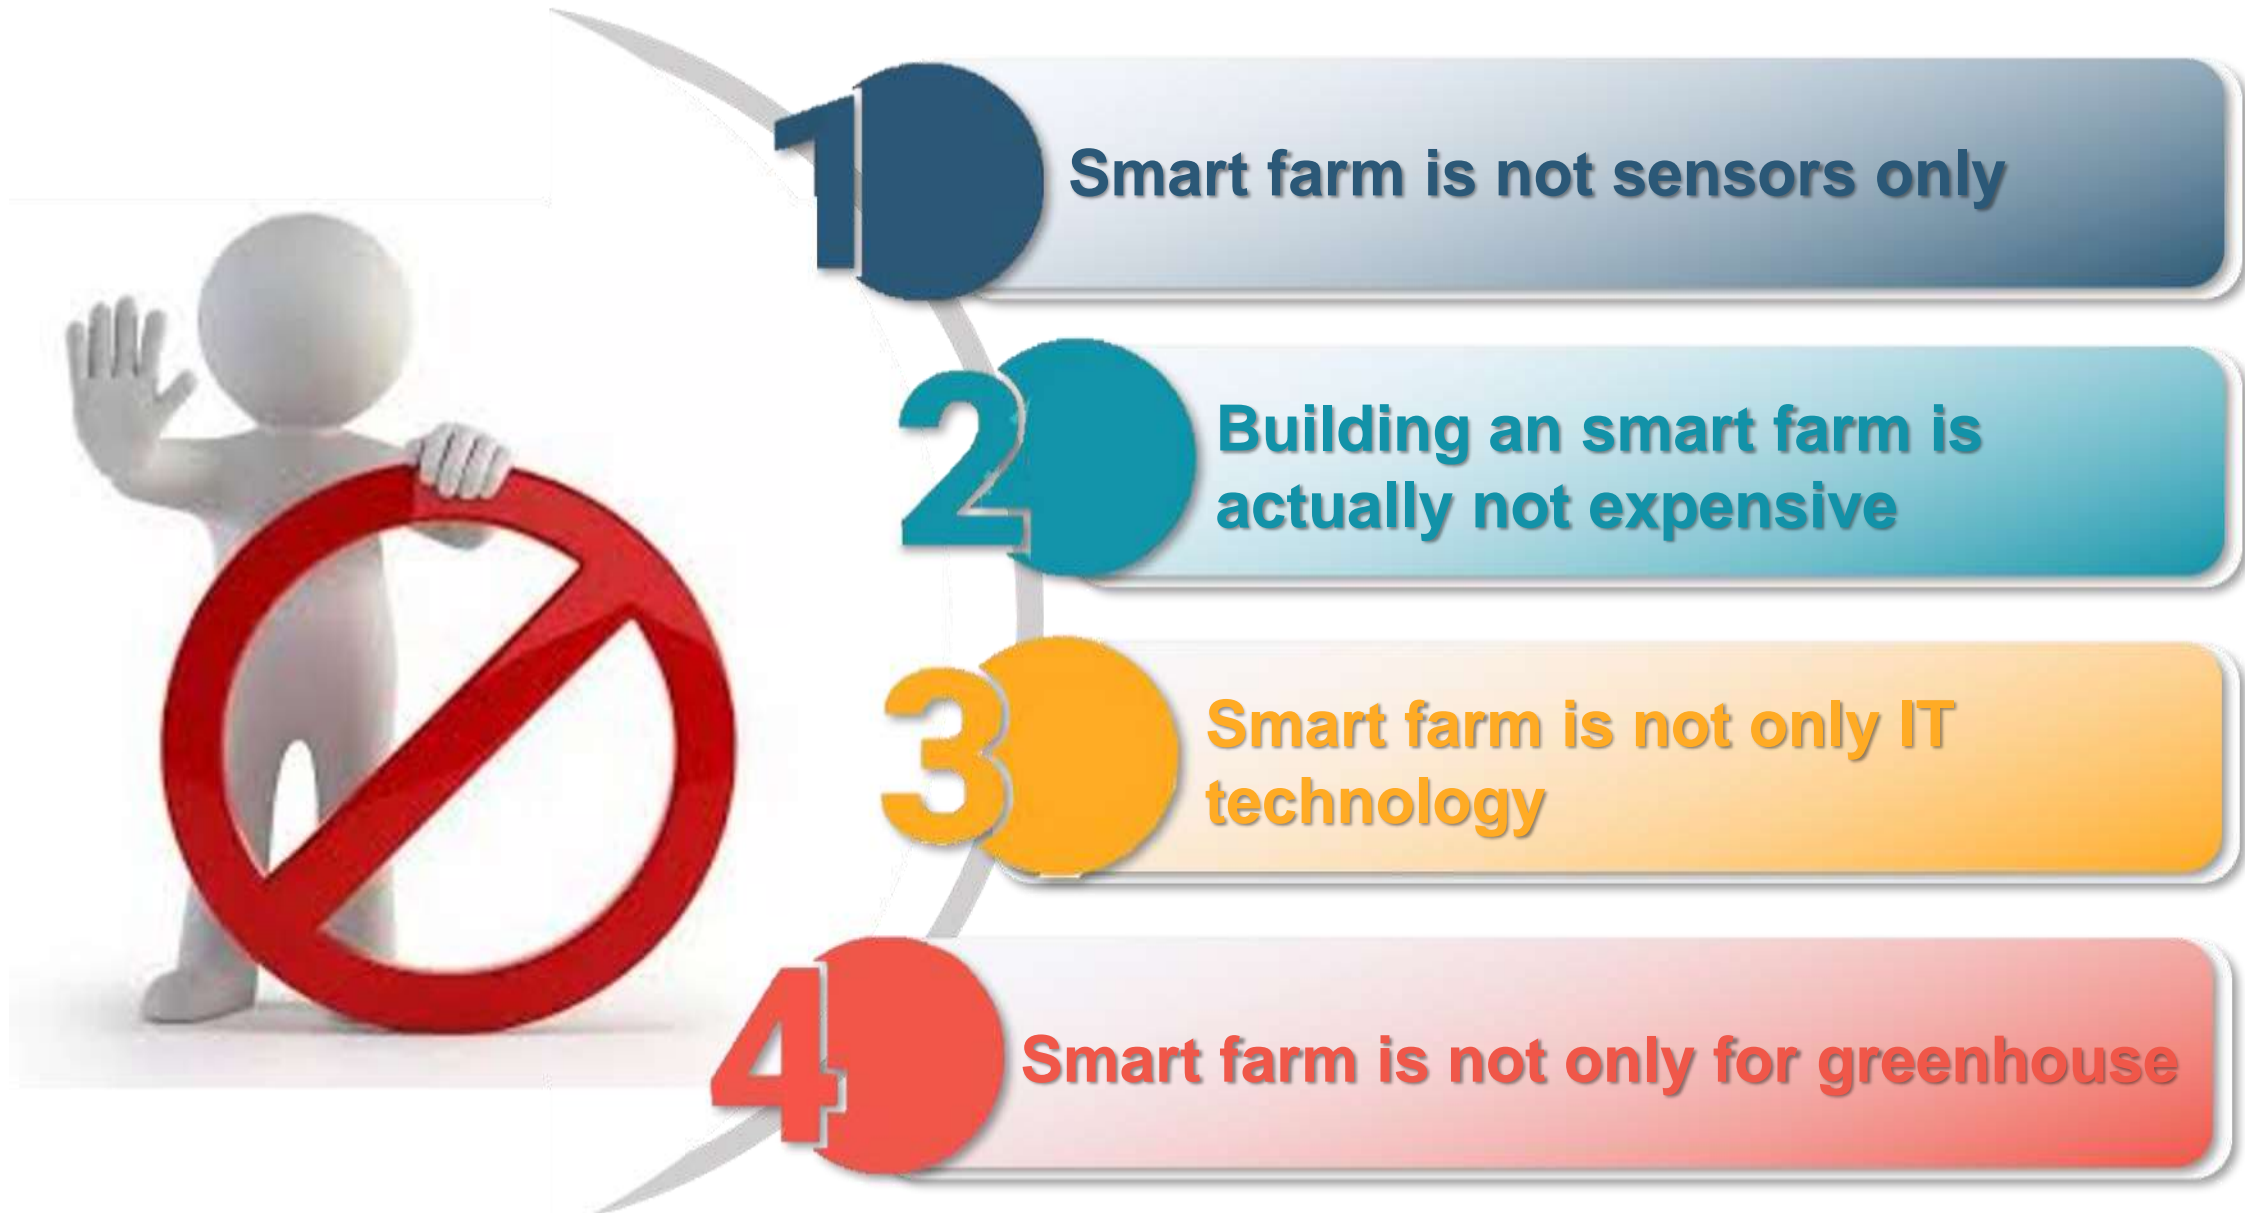 1
Smart farm is not sensors only
2
Building an smart farm is
actually not expensive
3
Smart farm is not only IT
technology
4
Smart farm is not only for greenhouse